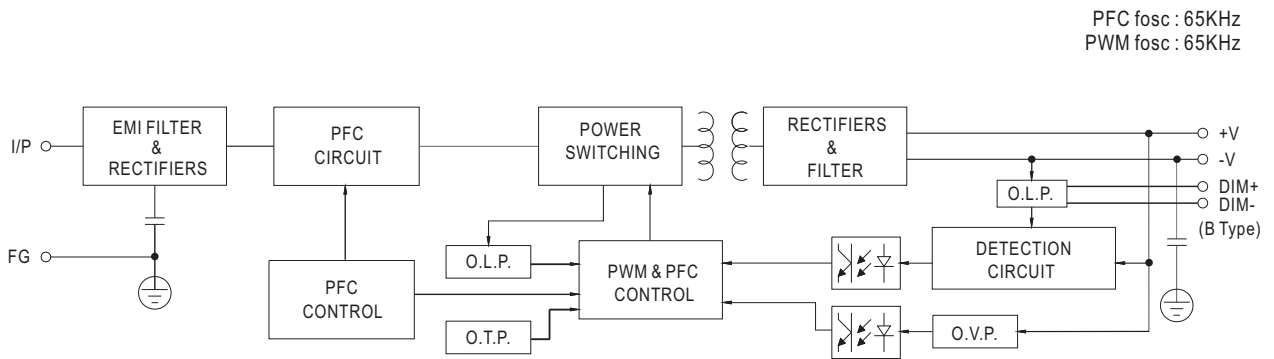 PFC fosc : 65KHz
PWM fosc : 65KHz
I/P
EMI FILTER
&
RECTIFIERS
PFC
CIRCUIT
POWER
SWITCHING
RECTIFIERS
&
FILTER
+V
-V
O.L.P.
DIM+
DIM-
(B Type)
FG
PFC
CONTROL
O.L.P.
O.T.P.
PWM & PFC
CONTROL
DETECTION
CIRCUIT
O.V.P.